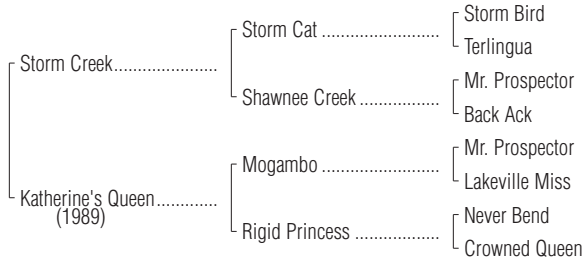 Storm Bird
Storm Cat
Terlingua
Storm Creek
Mr. Prospector
Shawnee Creek
Back Ack
Mr. Prospector
Mogambo
Lakeville Miss
Katherine's Queen
(1989)
Never Bend
Rigid Princess
Crowned Queen